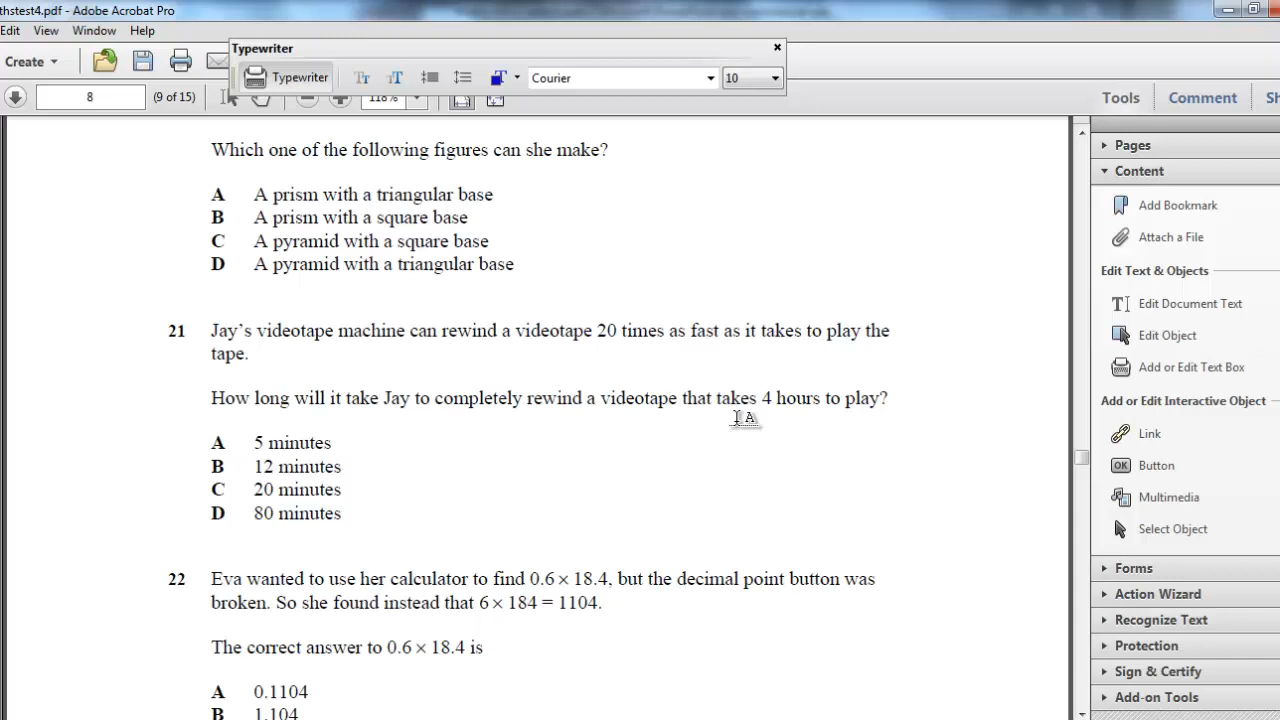 thstest4.pdf - Adobe Acrobat Pro
Edit View Window Help
Typewriter
Create
Typewriter Courier 10
8 (9 of 15) 118% Tools Comment
Which one of the following figures can she make?
A A prism with a triangular base
B A prism with a square base
C A pyramid with a square base
D A pyramid with a triangular base
21 Jay's videotape machine can rewind a videotape 20 times as fast as it takes to play the
tape.
How long will it take Jay to completely rewind a videotape that takes 4 hours to play?
A 5 minutes
B 12 minutes
C 20 minutes
D 80 minutes
22 Eva wanted to use her calculator to find 0.6 × 18.4, but the decimal point button was
broken. So she found instead that 6 × 184 = 1104.
The correct answer to 0.6 × 18.4 is
A 0.1104
B 1.104
Pages
Content
Add Bookmark
Attach a File
Edit Text & Objects
Edit Document Text
Edit Object
Add or Edit Text Box
Add or Edit Interactive Object
Link
OK Button
Multimedia
Select Object
Forms
Action Wizard
Recognize Text
Protection
Sign & Certify
Add-on Tools